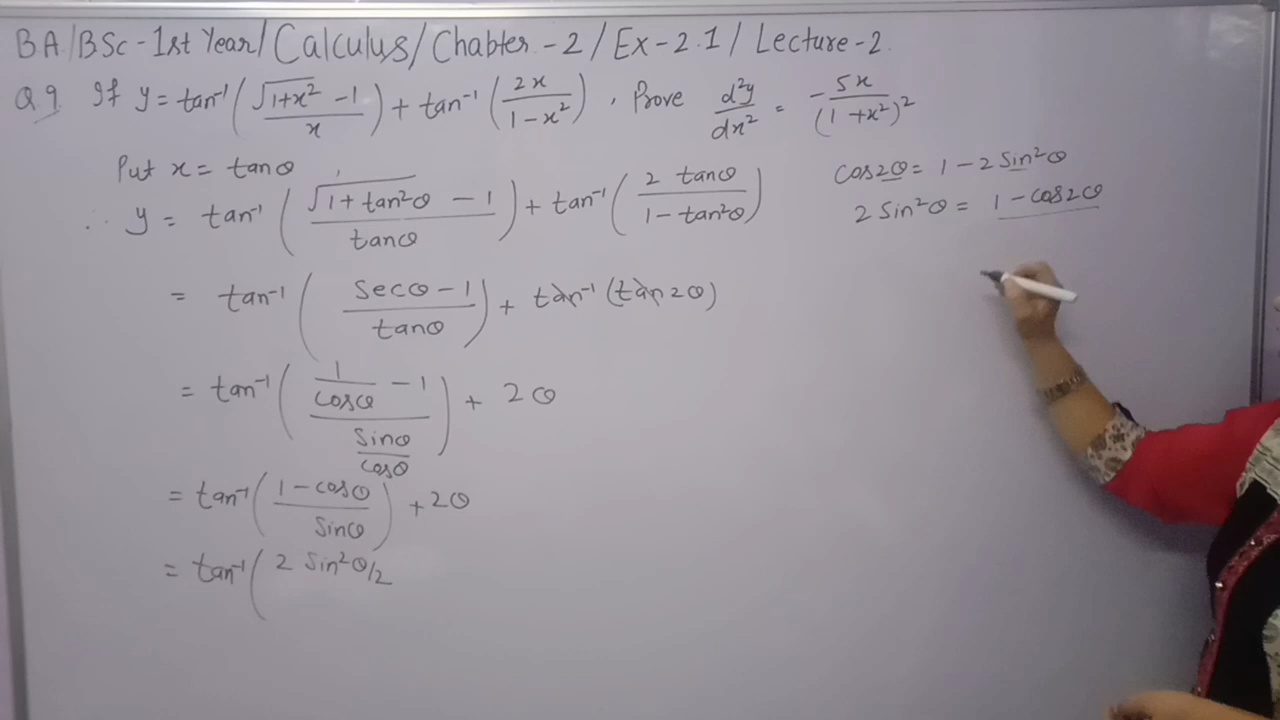 BA/BSc-1st Year/Calculus/Chabter-2/Ex-2.1/Lecture-2
Q 9 If y = tan⁻¹(√(1+x²) - 1 / x) + tan⁻¹(2x / 1-x²), Prove d²y/dx² = -5x/(1+x²)²
Put x = tanθ
∴ y = tan⁻¹(√(1+tan²θ) - 1 / tanθ) + tan⁻¹(2 tanθ / 1-tan²θ)
= tan⁻¹(secθ-1 / tanθ) + tan⁻¹(tan2θ)
= tan⁻¹(1/cosθ - 1 / sinθ/cosθ) + 2θ
= tan⁻¹(1-cosθ / sinθ) + 2θ
= tan⁻¹(2 sin²θ/2
cos2θ = 1-2 sin²θ
2 sin²θ = 1-cos2θ